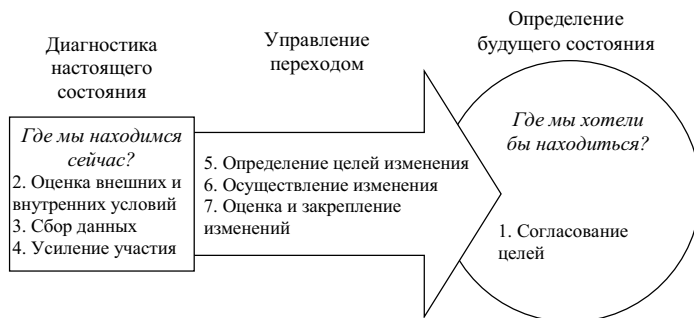 Диагностика
настоящего
состояния
Управление
переходом
Определение
будущего состояния
Где мы находимся
сейчас?
2. Оценка внешних и
внутренних условий
3. Сбор данных
4. Усиление участия
5. Определение целей изменения
6. Осуществление изменения
7. Оценка и закрепление
изменений
Где мы хотели
бы находиться?
1. Согласование
целей